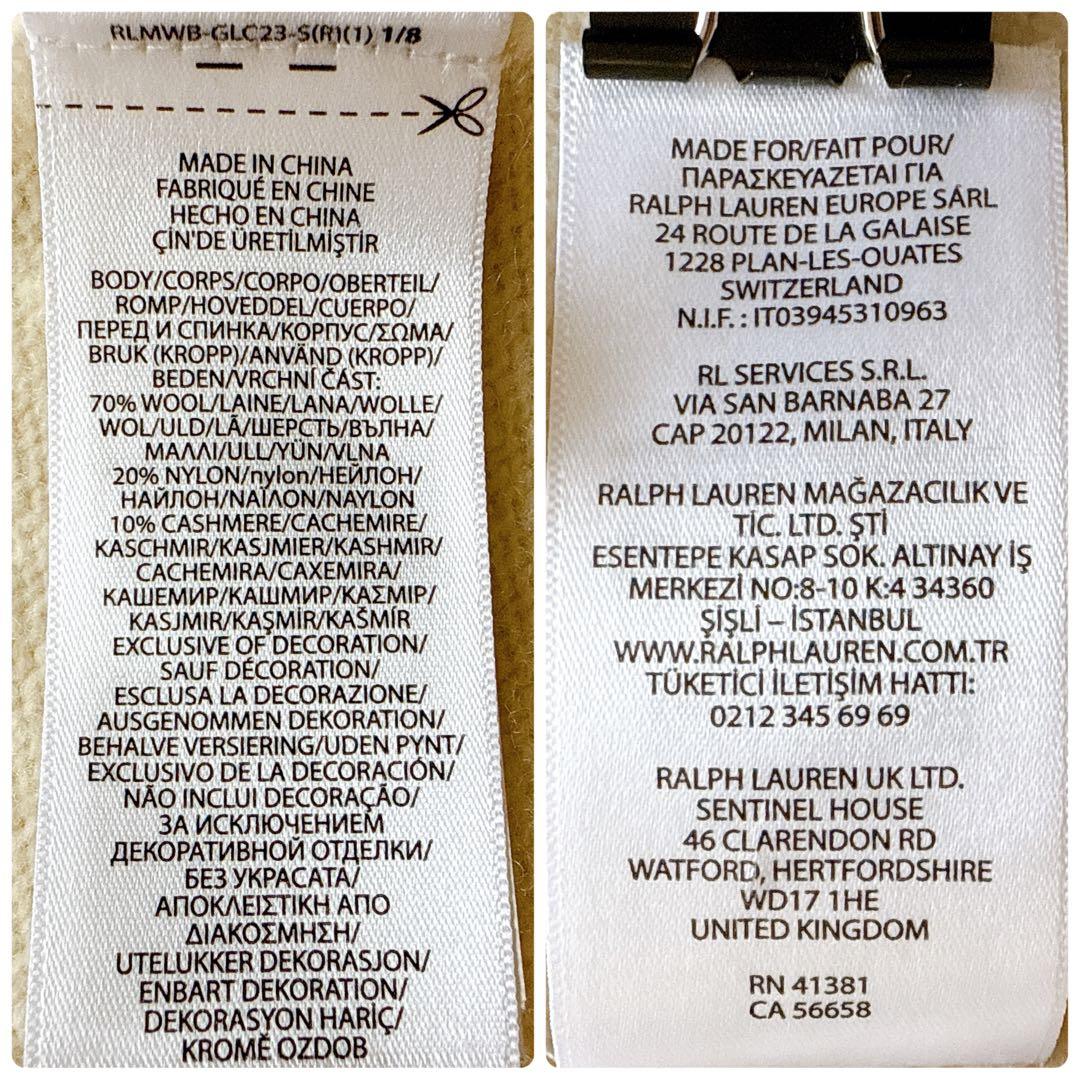 RLMWB-GLC23-S(R)(1) 1/8
MADE IN CHINA
FABRIQUÉ EN CHINE
HECHO EN CHINA
ÇİN'DE ÜRETİLMİŞTİR
BODY/CORPS/CORPO/OBERTEIL/
ROMP/HOVEDDEL/CUERPO/
ПЕРЕД И СПИНКА/КОРПУС/ΣΩΜΑ/
BRUK (KROPP)/ANVÄND (KROPP)/
BEDEN/VRCHNÍ ČÁST:
70% WOOL/LAINE/LANA/WOLLE/
WOL/ULD/LÃ/ШЕРСТЬ/ВЪЛНА/
ΜΑΛΛΙ/ULL/YÜN/VLNA
20% NYLON/nylon/НЕЙЛОН/
НАЙЛОН/ΝΑΪΛΟΝ/NAYLON
10% CASHMERE/CACHEMIRE/
KASCHMIR/KASJMIER/KASHMIR/
CACHEMIRA/CAXEMIRA/
КАШЕМИР/КАШМИР/ΚΑΣΜΙΡ/
KASJMIR/KAŞMİR/KAŠMÍR
EXCLUSIVE OF DECORATION/
SAUF DÉCORATION/
ESCLUSA LA DECORAZIONE/
AUSGENOMMEN DEKORATION/
BEHALVE VERSIERING/UDEN PYNT/
EXCLUSIVO DE LA DECORACIÓN/
NÃO INCLUI DECORAÇÃO/
ЗА ИСКЛЮЧЕНИЕМ
ДЕКОРАТИВНОЙ ОТДЕЛКИ/
БЕЗ УКРАСАТА/
ΑΠΟΚΛΕΙΣΤΙΚΗ ΑΠΟ
ΔΙΑΚΟΣΜΗΣΗ/
UTELUKKER DEKORASJON/
ENBART DEKORATION/
DEKORASYON HARİÇ/
KROMĚ OZDOB
MADE FOR/FAIT POUR/
ΠΑΡΑΣΚΕΥΑΖΕΤΑΙ ΓΙΑ
RALPH LAUREN EUROPE SÁRL
24 ROUTE DE LA GALAISE
1228 PLAN-LES-OUATES
SWITZERLAND
N.I.F. : IT03945310963
RL SERVICES S.R.L.
VIA SAN BARNABA 27
CAP 20122, MILAN, ITALY
RALPH LAUREN MAĞAZACILIK VE
TİC. LTD. ŞTİ
ESENTEPE KASAP SOK. ALTINAY İŞ
MERKEZİ NO:8-10 K:4 34360
ŞİŞLİ – İSTANBUL
WWW.RALPHLAUREN.COM.TR
TÜKETİCİ İLETİŞİM HATTI:
0212 345 69 69
RALPH LAUREN UK LTD.
SENTINEL HOUSE
46 CLARENDON RD
WATFORD, HERTFORDSHIRE
WD17 1HE
UNITED KINGDOM
RN 41381
CA 56658